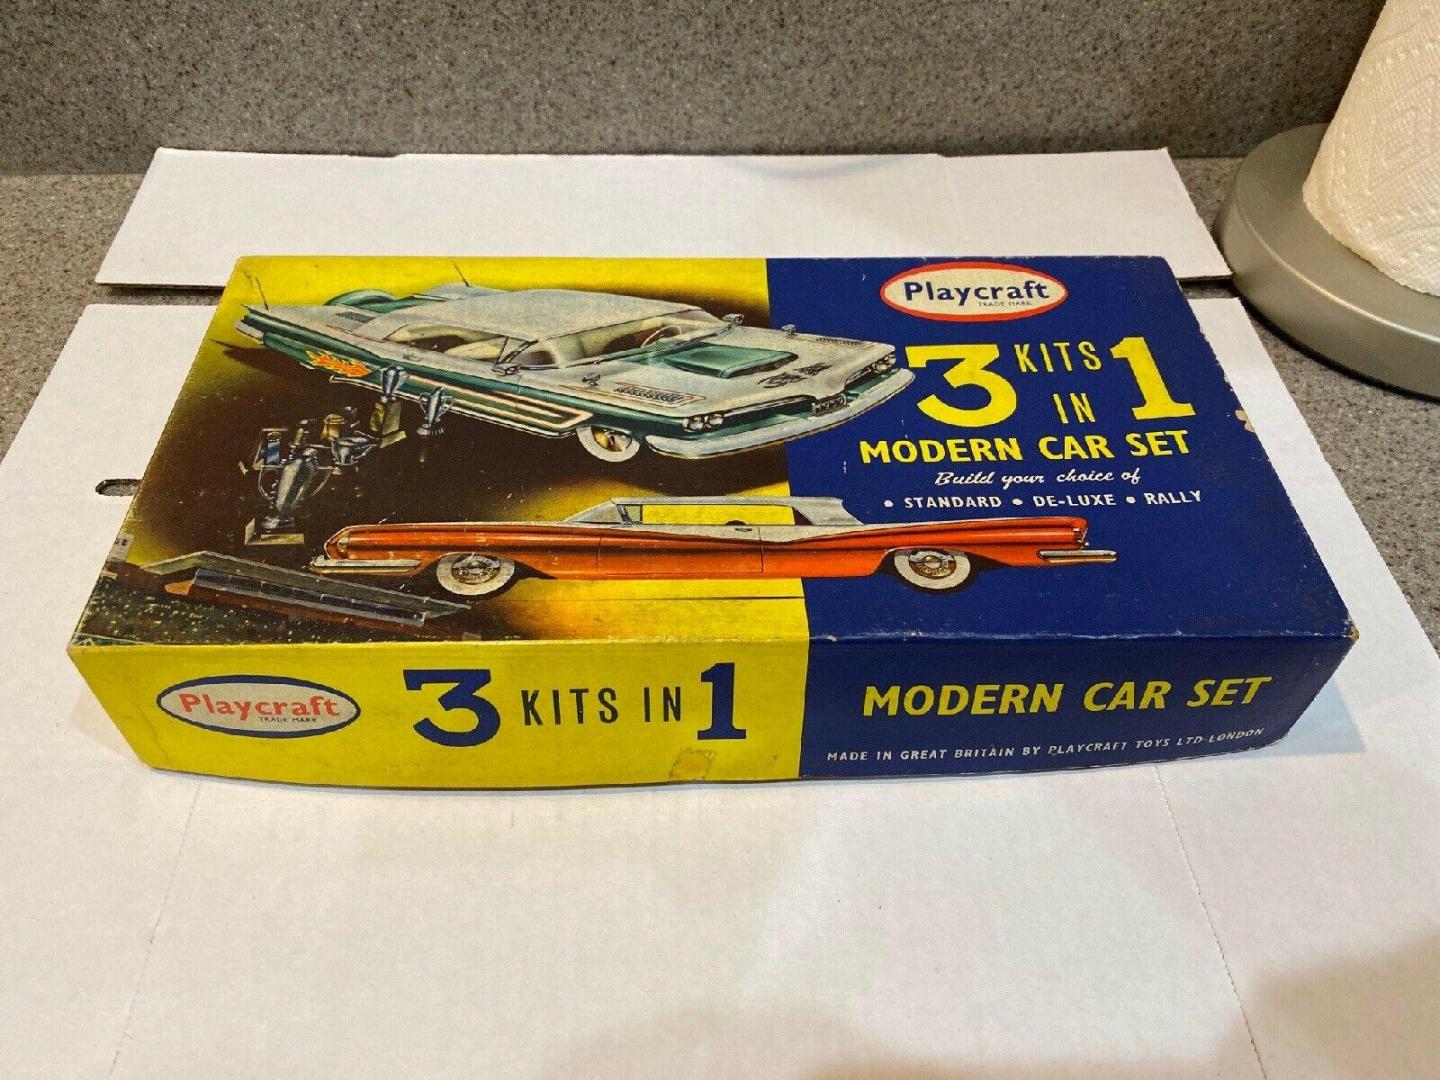 Playcraft
TRADE MARK
3 KITS IN 1
MODERN CAR SET
Build your choice of
• STANDARD • DE-LUXE • RALLY
Playcraft
TRADE MARK
3 KITS IN 1
MODERN CAR SET
MADE IN GREAT BRITAIN BY PLAYCRAFT TOYS LTD-LONDON